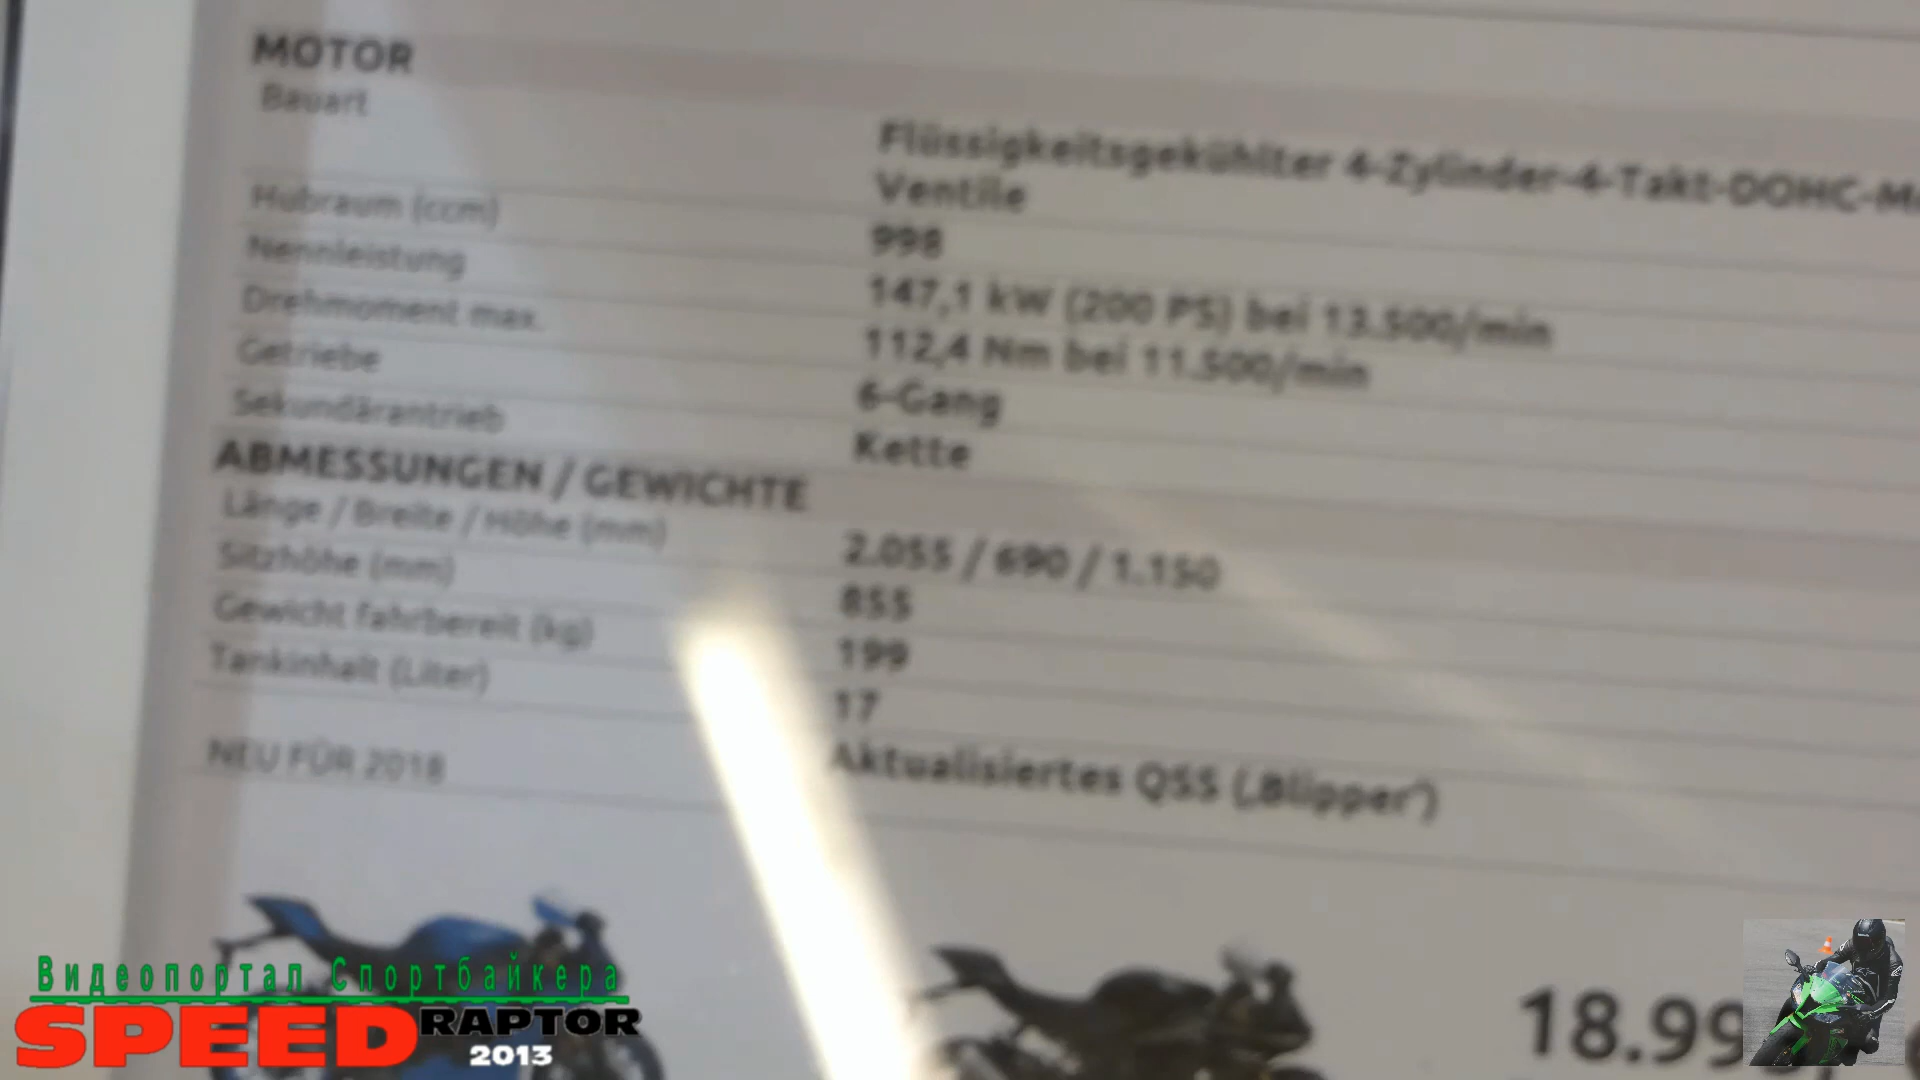 MOTOR
Bauart
Flüssigkeitsgekühlter 4-Zylinder-4-Takt-DOHC-M
Ventile
Hubraum (ccm)
998
Nennleistung
147,1 kW (200 PS) bei 13.500/min
Drehmoment max.
112,4 Nm bei 11.500/min
Getriebe
6-Gang
Sekundärantrieb
Kette
ABMESSUNGEN / GEWICHTE
Länge / Breite / Höhe (mm)
2.055 / 690 / 1.150
Sitzhöhe (mm)
855
Gewicht fahrbereit (kg)
199
Tankinhalt (Liter)
17
NEU FÜR 2018
Aktualisiertes QSS (‚Blipper‘)
18.99
Видеопортал Спортбайкера
SPEED RAPTOR
2013